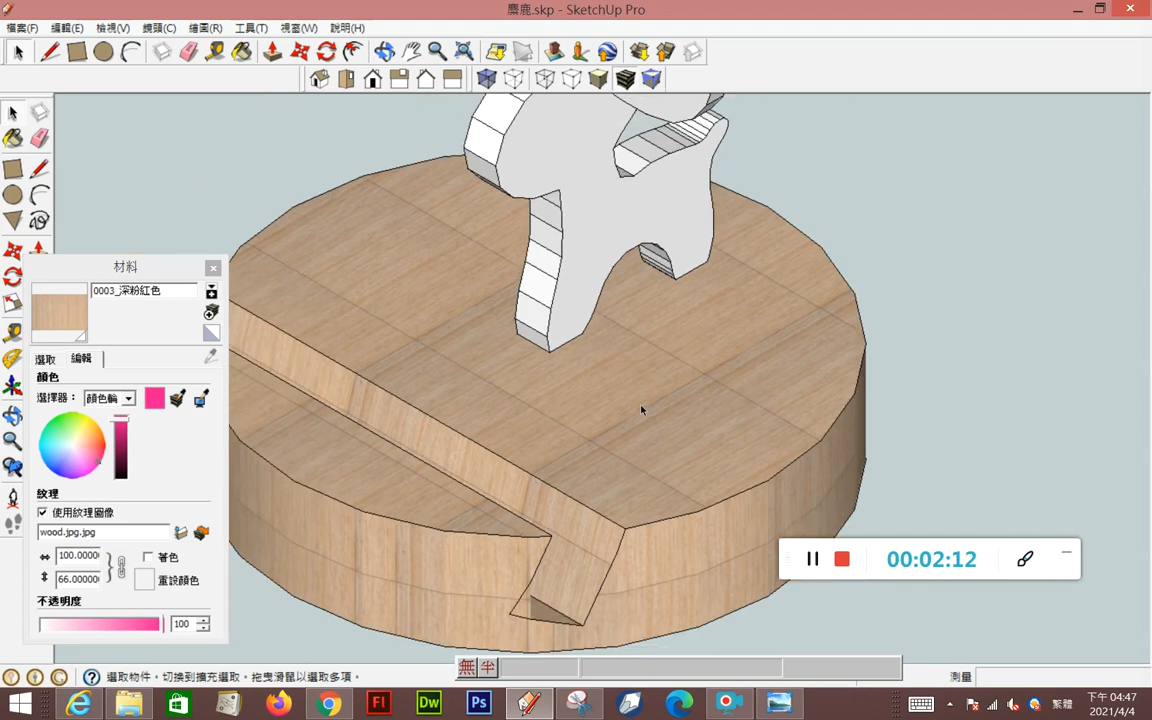 麋鹿.skp - SketchUp Pro
檔案(F) 編輯(E) 檢視(V) 鏡頭(C) 繪圖(R) 工具(T) 視窗(W) 說明(H)
材料
0003_深粉紅色
選取 編輯
顏色
選擇器： 顏色輪
紋理
使用紋理圖像
wood.jpg.jpg
100.0000
著色
66.00000
重設顏色
不透明度
100
00:02:12
無 半
選取物件。切換到擴充選取。拖曳滑鼠以選取多項。
測量
Fl Dw Ps
繁體
下午 04:47
2021/4/4